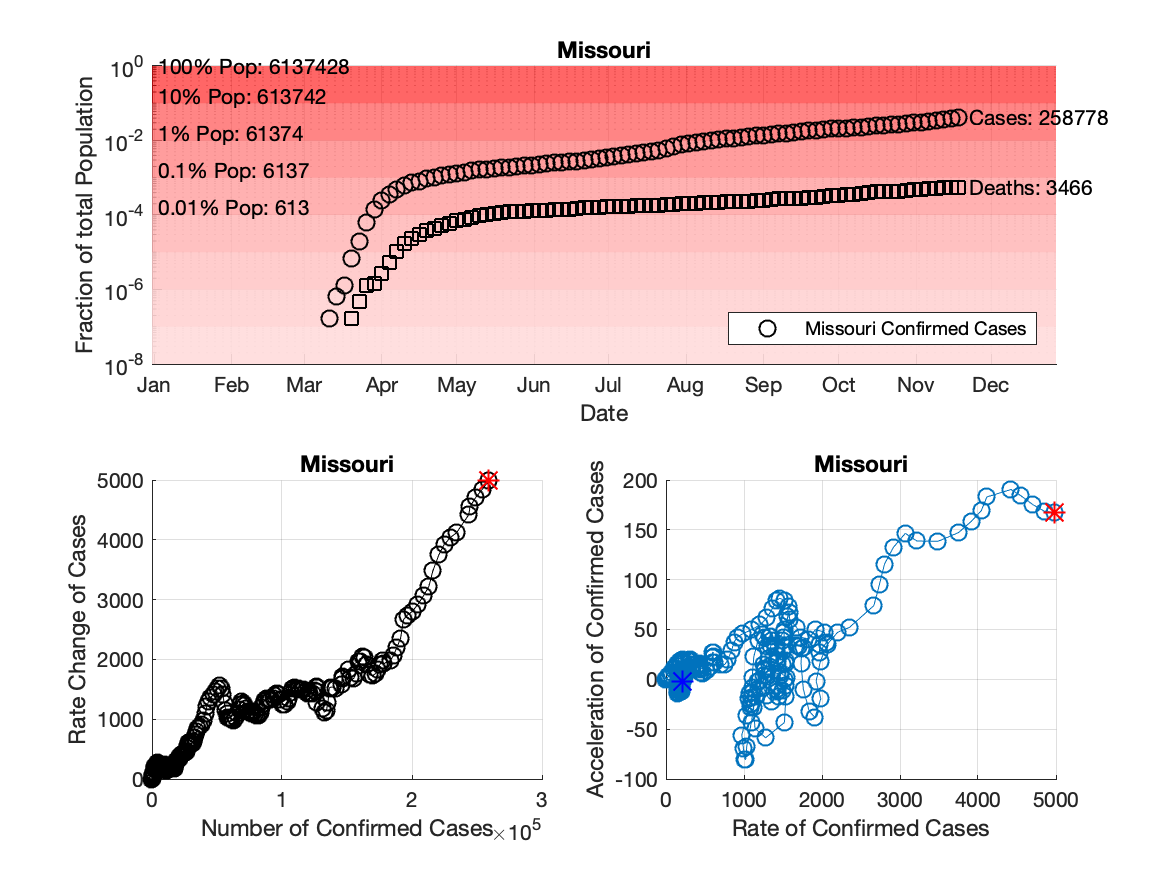 Missouri
10^0
10^-2
10^-4
10^-6
10^-8
Fraction of total Population
100% Pop: 6137428
10% Pop: 613742
1% Pop: 61374
0.1% Pop: 6137
0.01% Pop: 613
Cases: 258778
Deaths: 3466
Missouri Confirmed Cases
Jan Feb Mar Apr May Jun Jul Aug Sep Oct Nov Dec
Date
Missouri
5000
4000
3000
2000
1000
0
Rate Change of Cases
0 1 2 3
Number of Confirmed Cases ×10^5
Missouri
200
150
100
50
0
-50
-100
Acceleration of Confirmed Cases
0 1000 2000 3000 4000 5000
Rate of Confirmed Cases